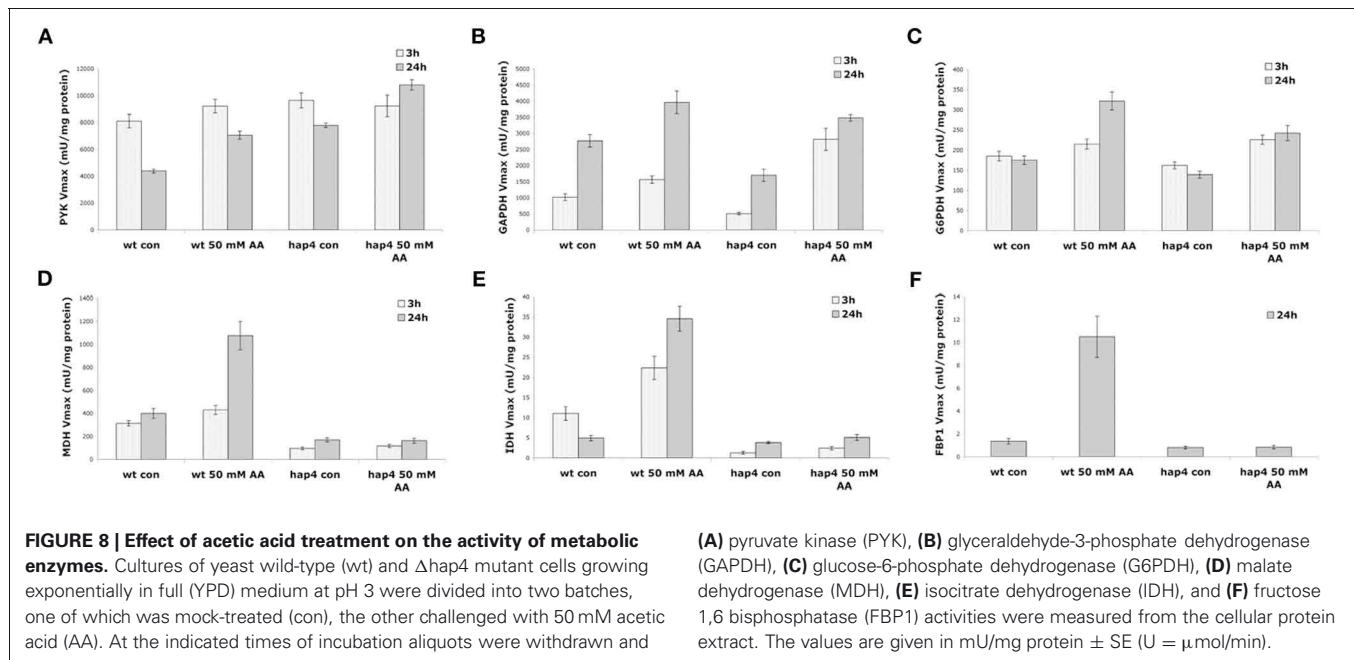 A
PYK Vmax (mU/mg protein)
12000
10000
8000
6000
4000
2000
0
3h
24h
wt con
wt 50 mM AA
hap4 con
hap4 50 mM
AA
B
GAPDH Vmax (mU/mg protein)
5000
4500
4000
3500
3000
2500
2000
1500
1000
500
0
3h
24h
wt con
wt 50 mM AA
hap4 con
hap4 50 mM
AA
C
G6PDH Vmax (mU/mg protein)
400
350
300
250
200
150
100
50
0
3h
24h
wt con
wt 50 mM AA
hap4 con
hap4 50 mM
AA
D
MDH Vmax (mU/mg protein)
1400
1200
1000
800
600
400
200
0
3h
24h
wt con
wt 50 mM AA
hap4 con
hap4 50 mM
AA
E
IDH Vmax (mU/mg protein)
40
35
30
25
20
15
10
5
0
3h
24h
wt con
wt 50 mM AA
hap4 con
hap4 50 mM
AA
F
FBP1 Vmax (mU/mg protein)
14
12
10
8
6
4
2
0
24h
wt con
wt 50 mM AA
hap4 con
hap4 50 mM
AA
FIGURE 8 | Effect of acetic acid treatment on the activity of metabolic
enzymes. Cultures of yeast wild-type (wt) and Δhap4 mutant cells growing
exponentially in full (YPD) medium at pH 3 were divided into two batches,
one of which was mock-treated (con), the other challenged with 50 mM acetic
acid (AA). At the indicated times of incubation aliquots were withdrawn and
(A) pyruvate kinase (PYK), (B) glyceraldehyde-3-phosphate dehydrogenase
(GAPDH), (C) glucose-6-phosphate dehydrogenase (G6PDH), (D) malate
dehydrogenase (MDH), (E) isocitrate dehydrogenase (IDH), and (F) fructose
1,6 bisphosphatase (FBP1) activities were measured from the cellular protein
extract. The values are given in mU/mg protein ± SE (U = μmol/min).